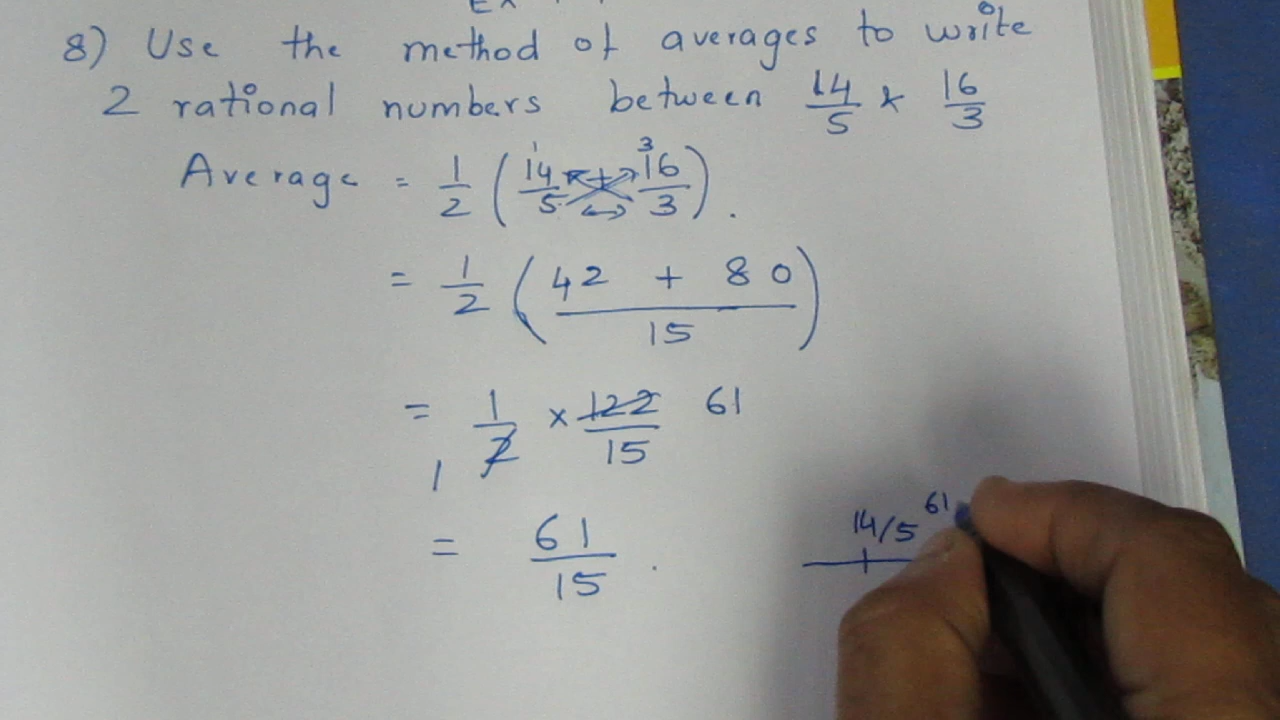 8) Use the method of averages to write
2 rational numbers between 14/5 & 16/3
Average = 1/2 ( 14/5 + 16/3 ) .
= 1/2 ( 42 + 80 / 15 )
= 1/2 × 122/15 61
1
= 61/15 .
14/5 61